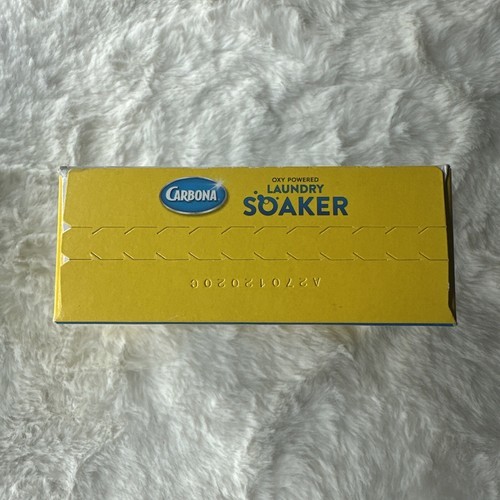 CARBONA
OXY POWERED
LAUNDRY
SOAKER
A27012020C